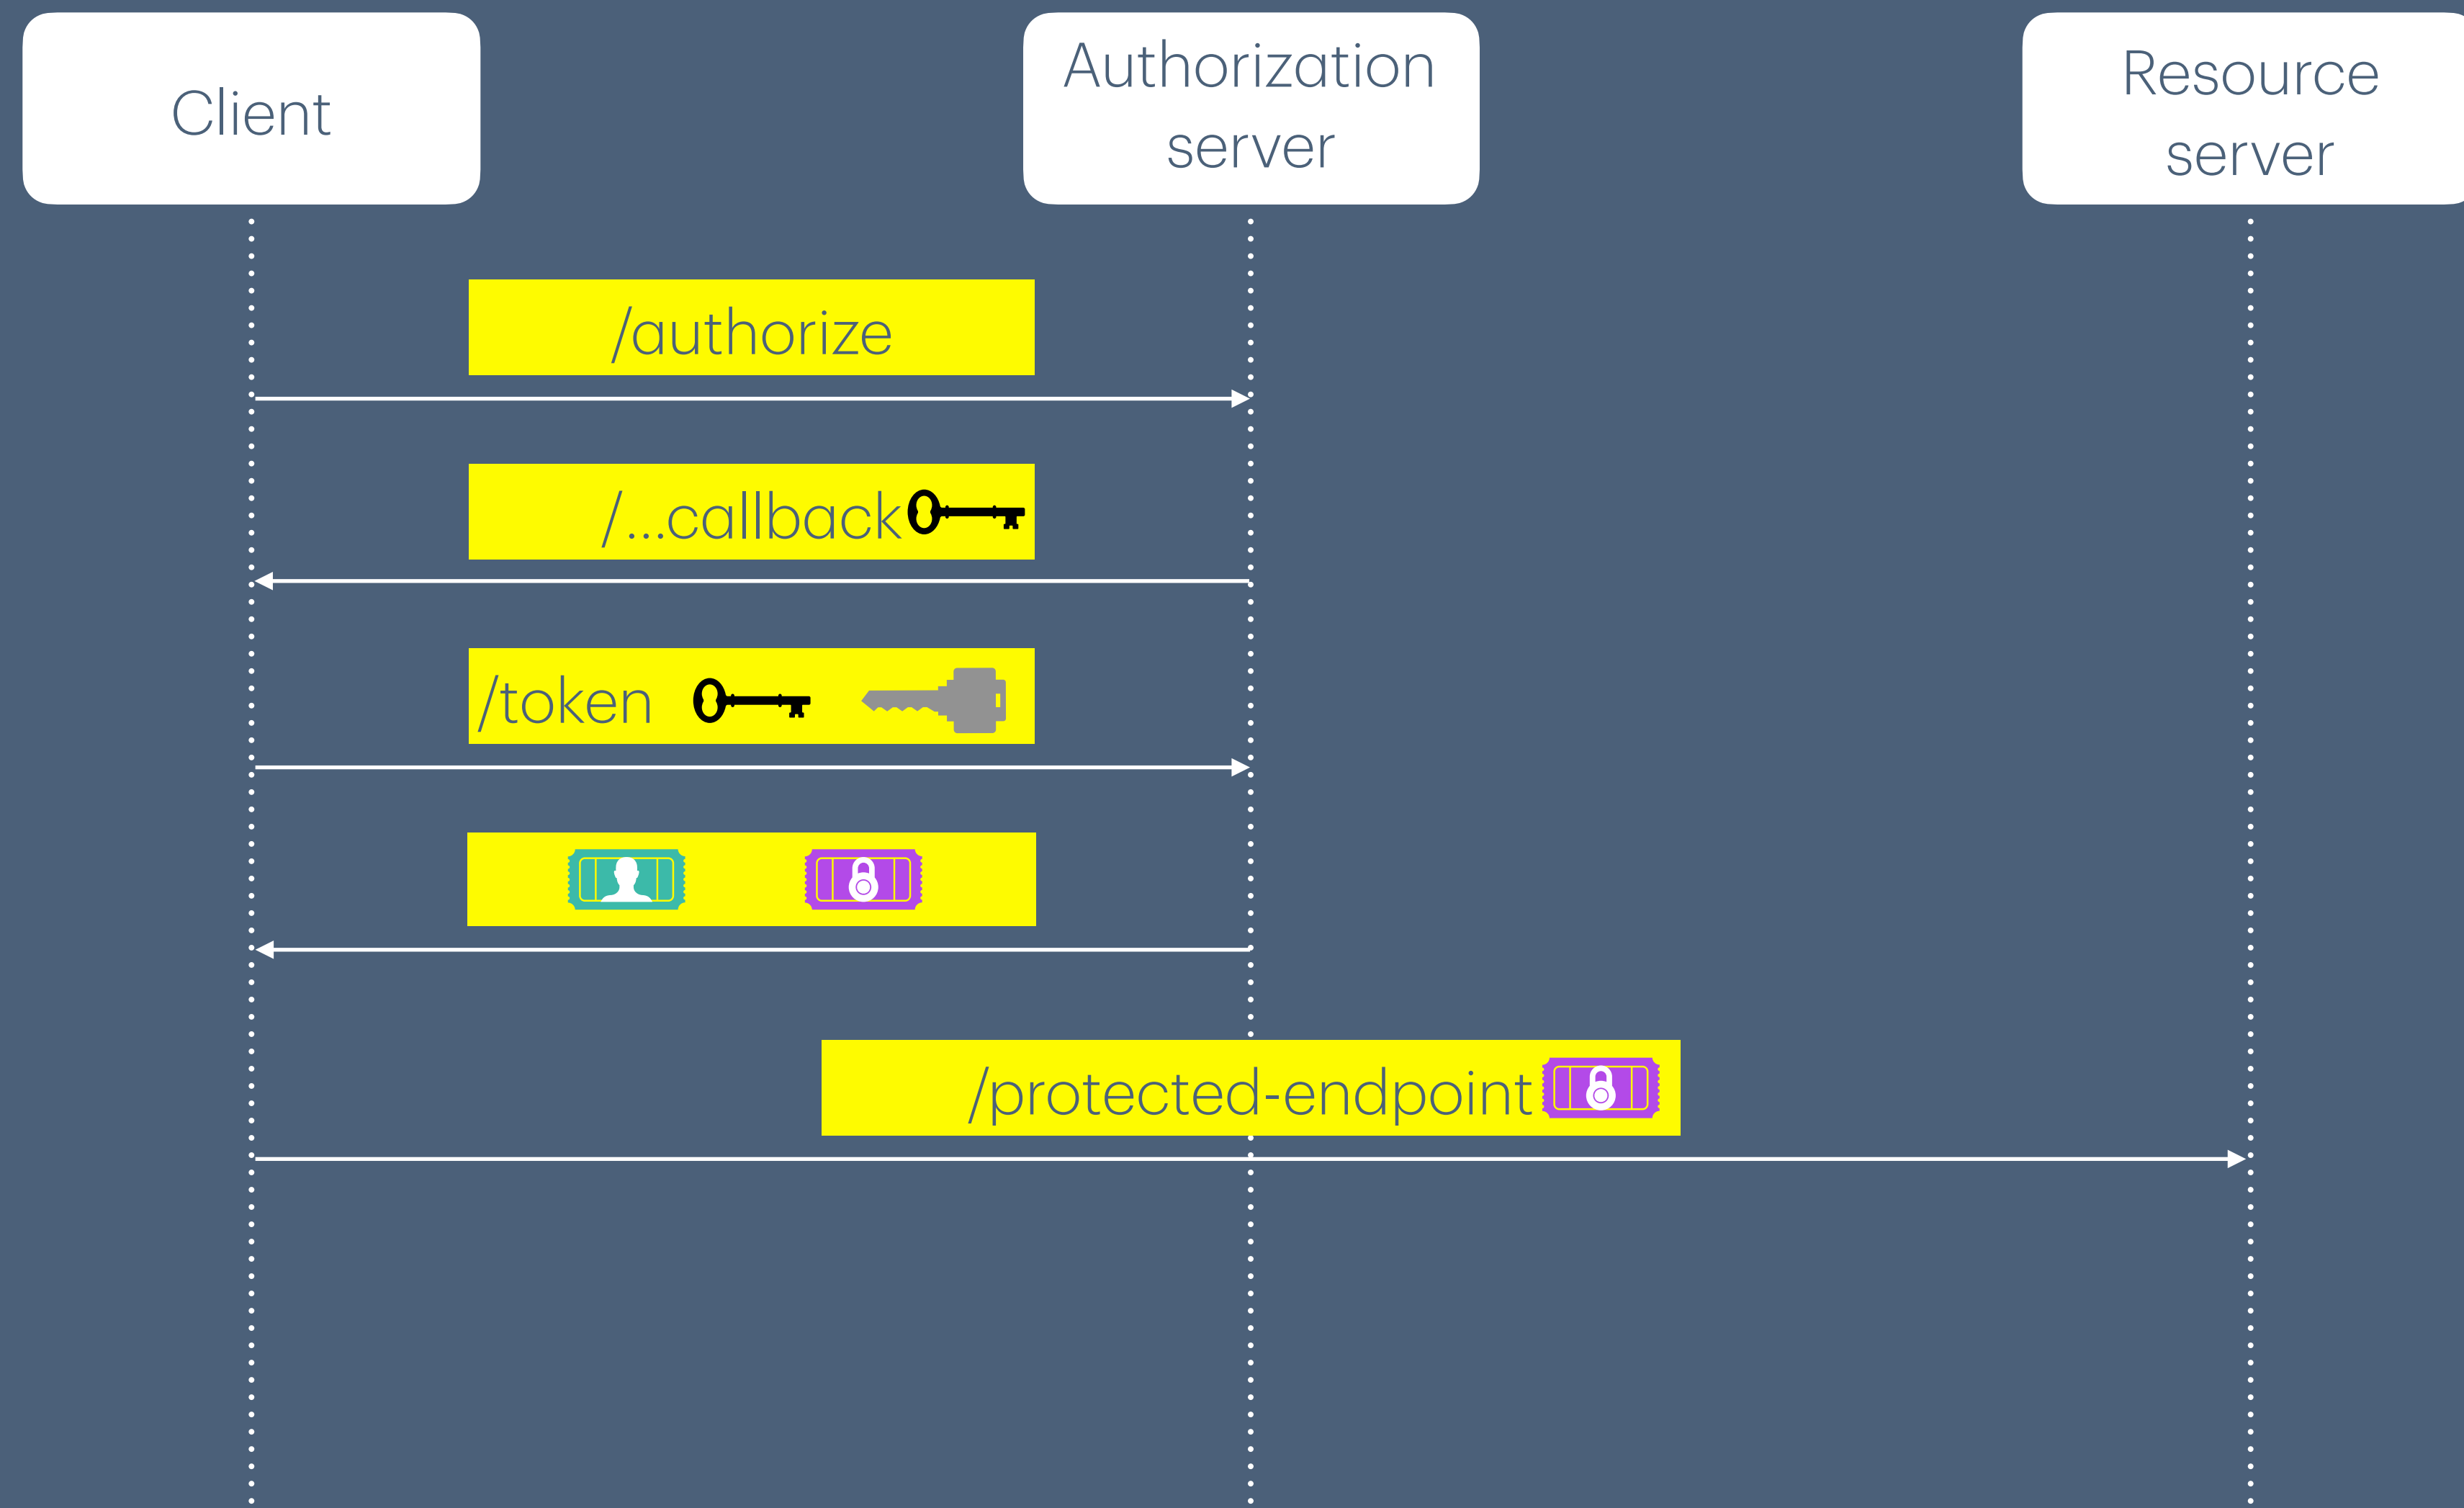 Client
Authorization
server
Resource
server
/authorize
/...callback
/token
/protected-endpoint